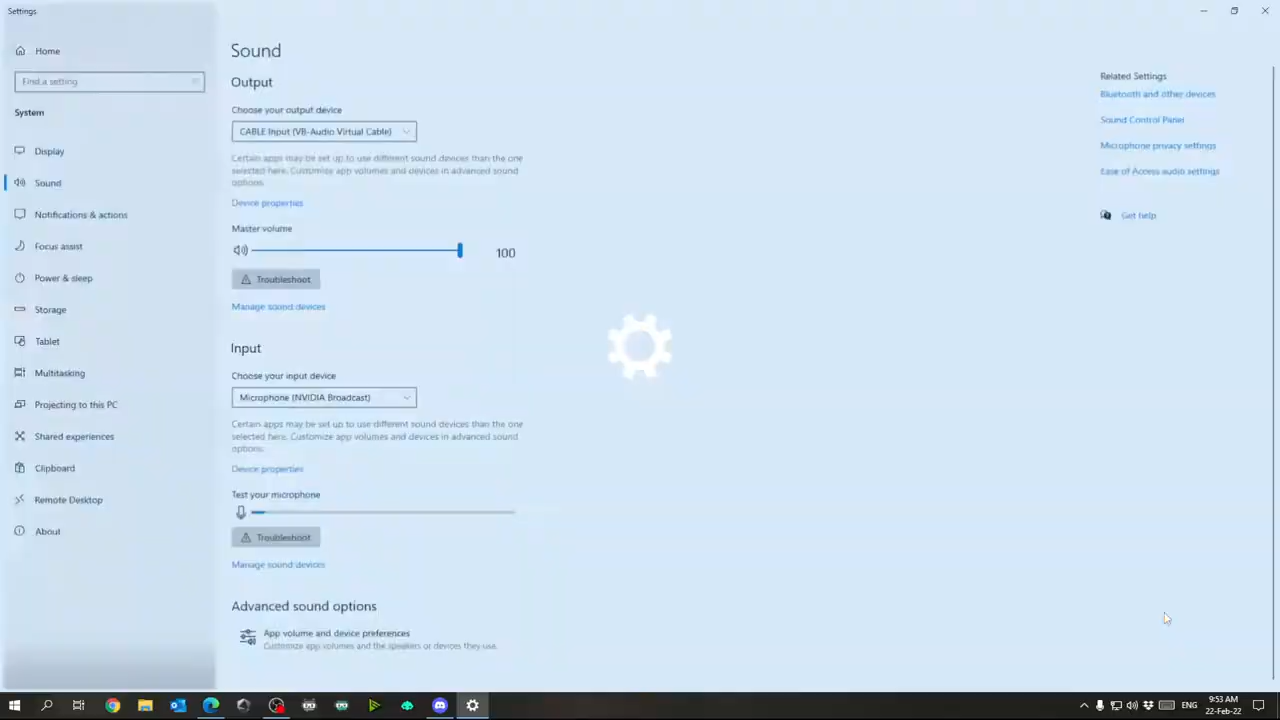 Settings
Home
Find a setting
System
Display
Sound
Notifications & actions
Focus assist
Power & sleep
Storage
Tablet
Multitasking
Projecting to this PC
Shared experiences
Clipboard
Remote Desktop
About
Sound
Output
Choose your output device
CABLE Input (VB-Audio Virtual Cable)
Certain apps may be set up to use different sound devices than the one
selected here. Customize app volumes and devices in advanced sound
options.
Device properties
Master volume
100
Troubleshoot
Manage sound devices
Input
Choose your input device
Microphone (NVIDIA Broadcast)
Certain apps may be set up to use different sound devices than the one
selected here. Customize app volumes and devices in advanced sound
options.
Device properties
Test your microphone
Troubleshoot
Manage sound devices
Advanced sound options
App volume and device preferences
Customize app volumes and the speakers or devices they use.
Related Settings
Bluetooth and other devices
Sound Control Panel
Microphone privacy settings
Ease of Access audio settings
Get help
ENG
9:53 AM
22-Feb-22